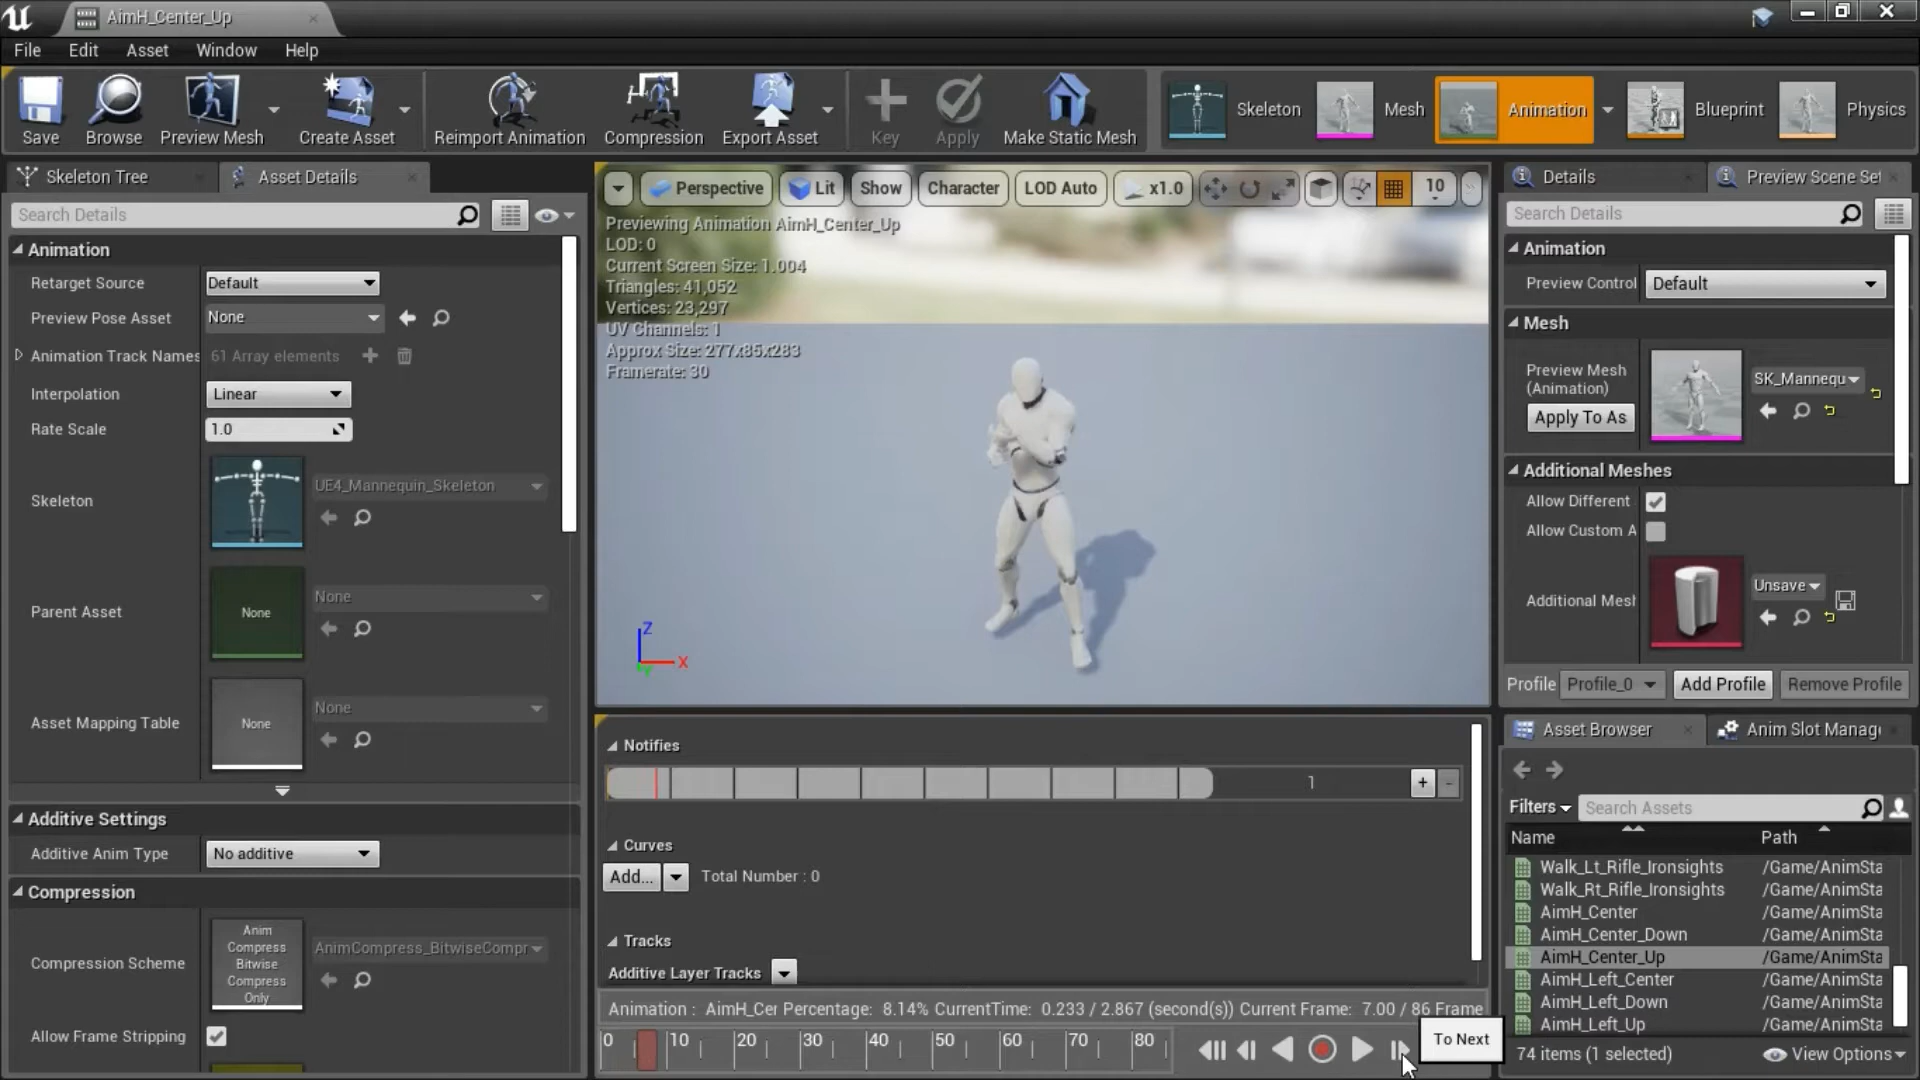 AimH_Center_Up
File Edit Asset Window Help
Save Browse Preview Mesh Create Asset Reimport Animation Compression Export Asset Key Apply Make Static Mesh Skeleton Mesh Animation Blueprint Physics
Skeleton Tree Asset Details
Search Details
Animation
Retarget Source Default
Preview Pose Asset None
Animation Track Names 61 Array elements
Interpolation Linear
Rate Scale 1.0
Skeleton UE4_Mannequin_Skeleton
Parent Asset None None
Asset Mapping Table None None
Additive Settings
Additive Anim Type No additive
Compression
Compression Scheme
Anim
Compress
Bitwise
Compress
Only
AnimCompress_BitwiseCompr
Allow Frame Stripping
Perspective Lit Show Character LOD Auto x1.0 10
Previewing Animation AimH_Center_Up
LOD: 0
Current Screen Size: 1.004
Triangles: 41,052
Vertices: 23,297
UV Channels: 1
Approx Size: 277x85x283
Framerate: 30
Z
X
Y
Notifies
1
Curves
Add... Total Number : 0
Tracks
Additive Layer Tracks
Animation : AimH_Cer Percentage: 8.14% CurrentTime: 0.233 / 2.867 (second(s)) Current Frame: 7.00 / 86 Frame
0 10 20 30 40 50 60 70 80
To Next
Details Preview Scene Set
Search Details
Animation
Preview Control Default
Mesh
Preview Mesh
(Animation)
Apply To As
SK_Mannequ
Additional Meshes
Allow Different
Allow Custom A
Additional Mesh Unsave
Profile Profile_0 Add Profile Remove Profile
Asset Browser Anim Slot Manag
Filters Search Assets
Name Path
Walk_Lt_Rifle_Ironsights /Game/AnimSta
Walk_Rt_Rifle_Ironsights /Game/AnimSta
AimH_Center /Game/AnimSta
AimH_Center_Down /Game/AnimSta
AimH_Center_Up /Game/AnimSta
AimH_Left_Center /Game/AnimSta
AimH_Left_Down /Game/AnimSta
AimH_Left_Up /Game/AnimSta
74 items (1 selected) View Options